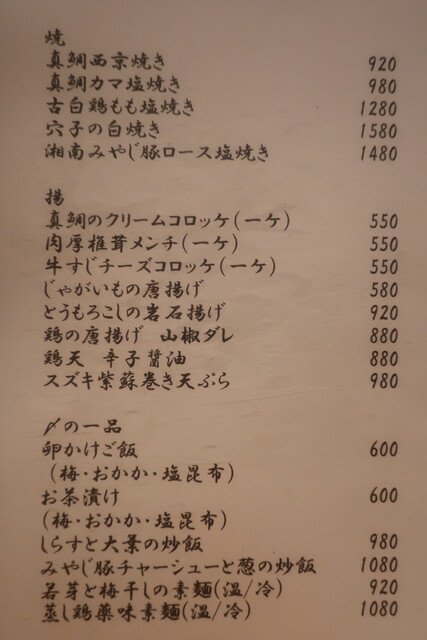 焼
真鯛西京焼き 920
真鯛カマ塩焼き 980
古白鶏もも塩焼き 1280
穴子の白焼き 1580
湘南みやじ豚ロース塩焼き 1480
揚
真鯛のクリームコロッケ(一ケ) 550
肉厚椎茸メンチ(一ケ) 550
牛すじチーズコロッケ(一ケ) 550
じゃがいもの唐揚げ 580
とうもろこしの岩石揚げ 920
鶏の唐揚げ 山椒ダレ 880
鶏天 辛子醤油 880
スズキ紫蘇巻き天ぷら 980
〆の一品
卵かけご飯 600
(梅・おかか・塩昆布)
お茶漬け 600
(梅・おかか・塩昆布)
しらすと大葉の炒飯 980
みやじ豚チャーシューと葱の炒飯 1080
若芽と梅干しの素麺(温/冷) 920
蒸し鶏薬味素麺(温/冷) 1080